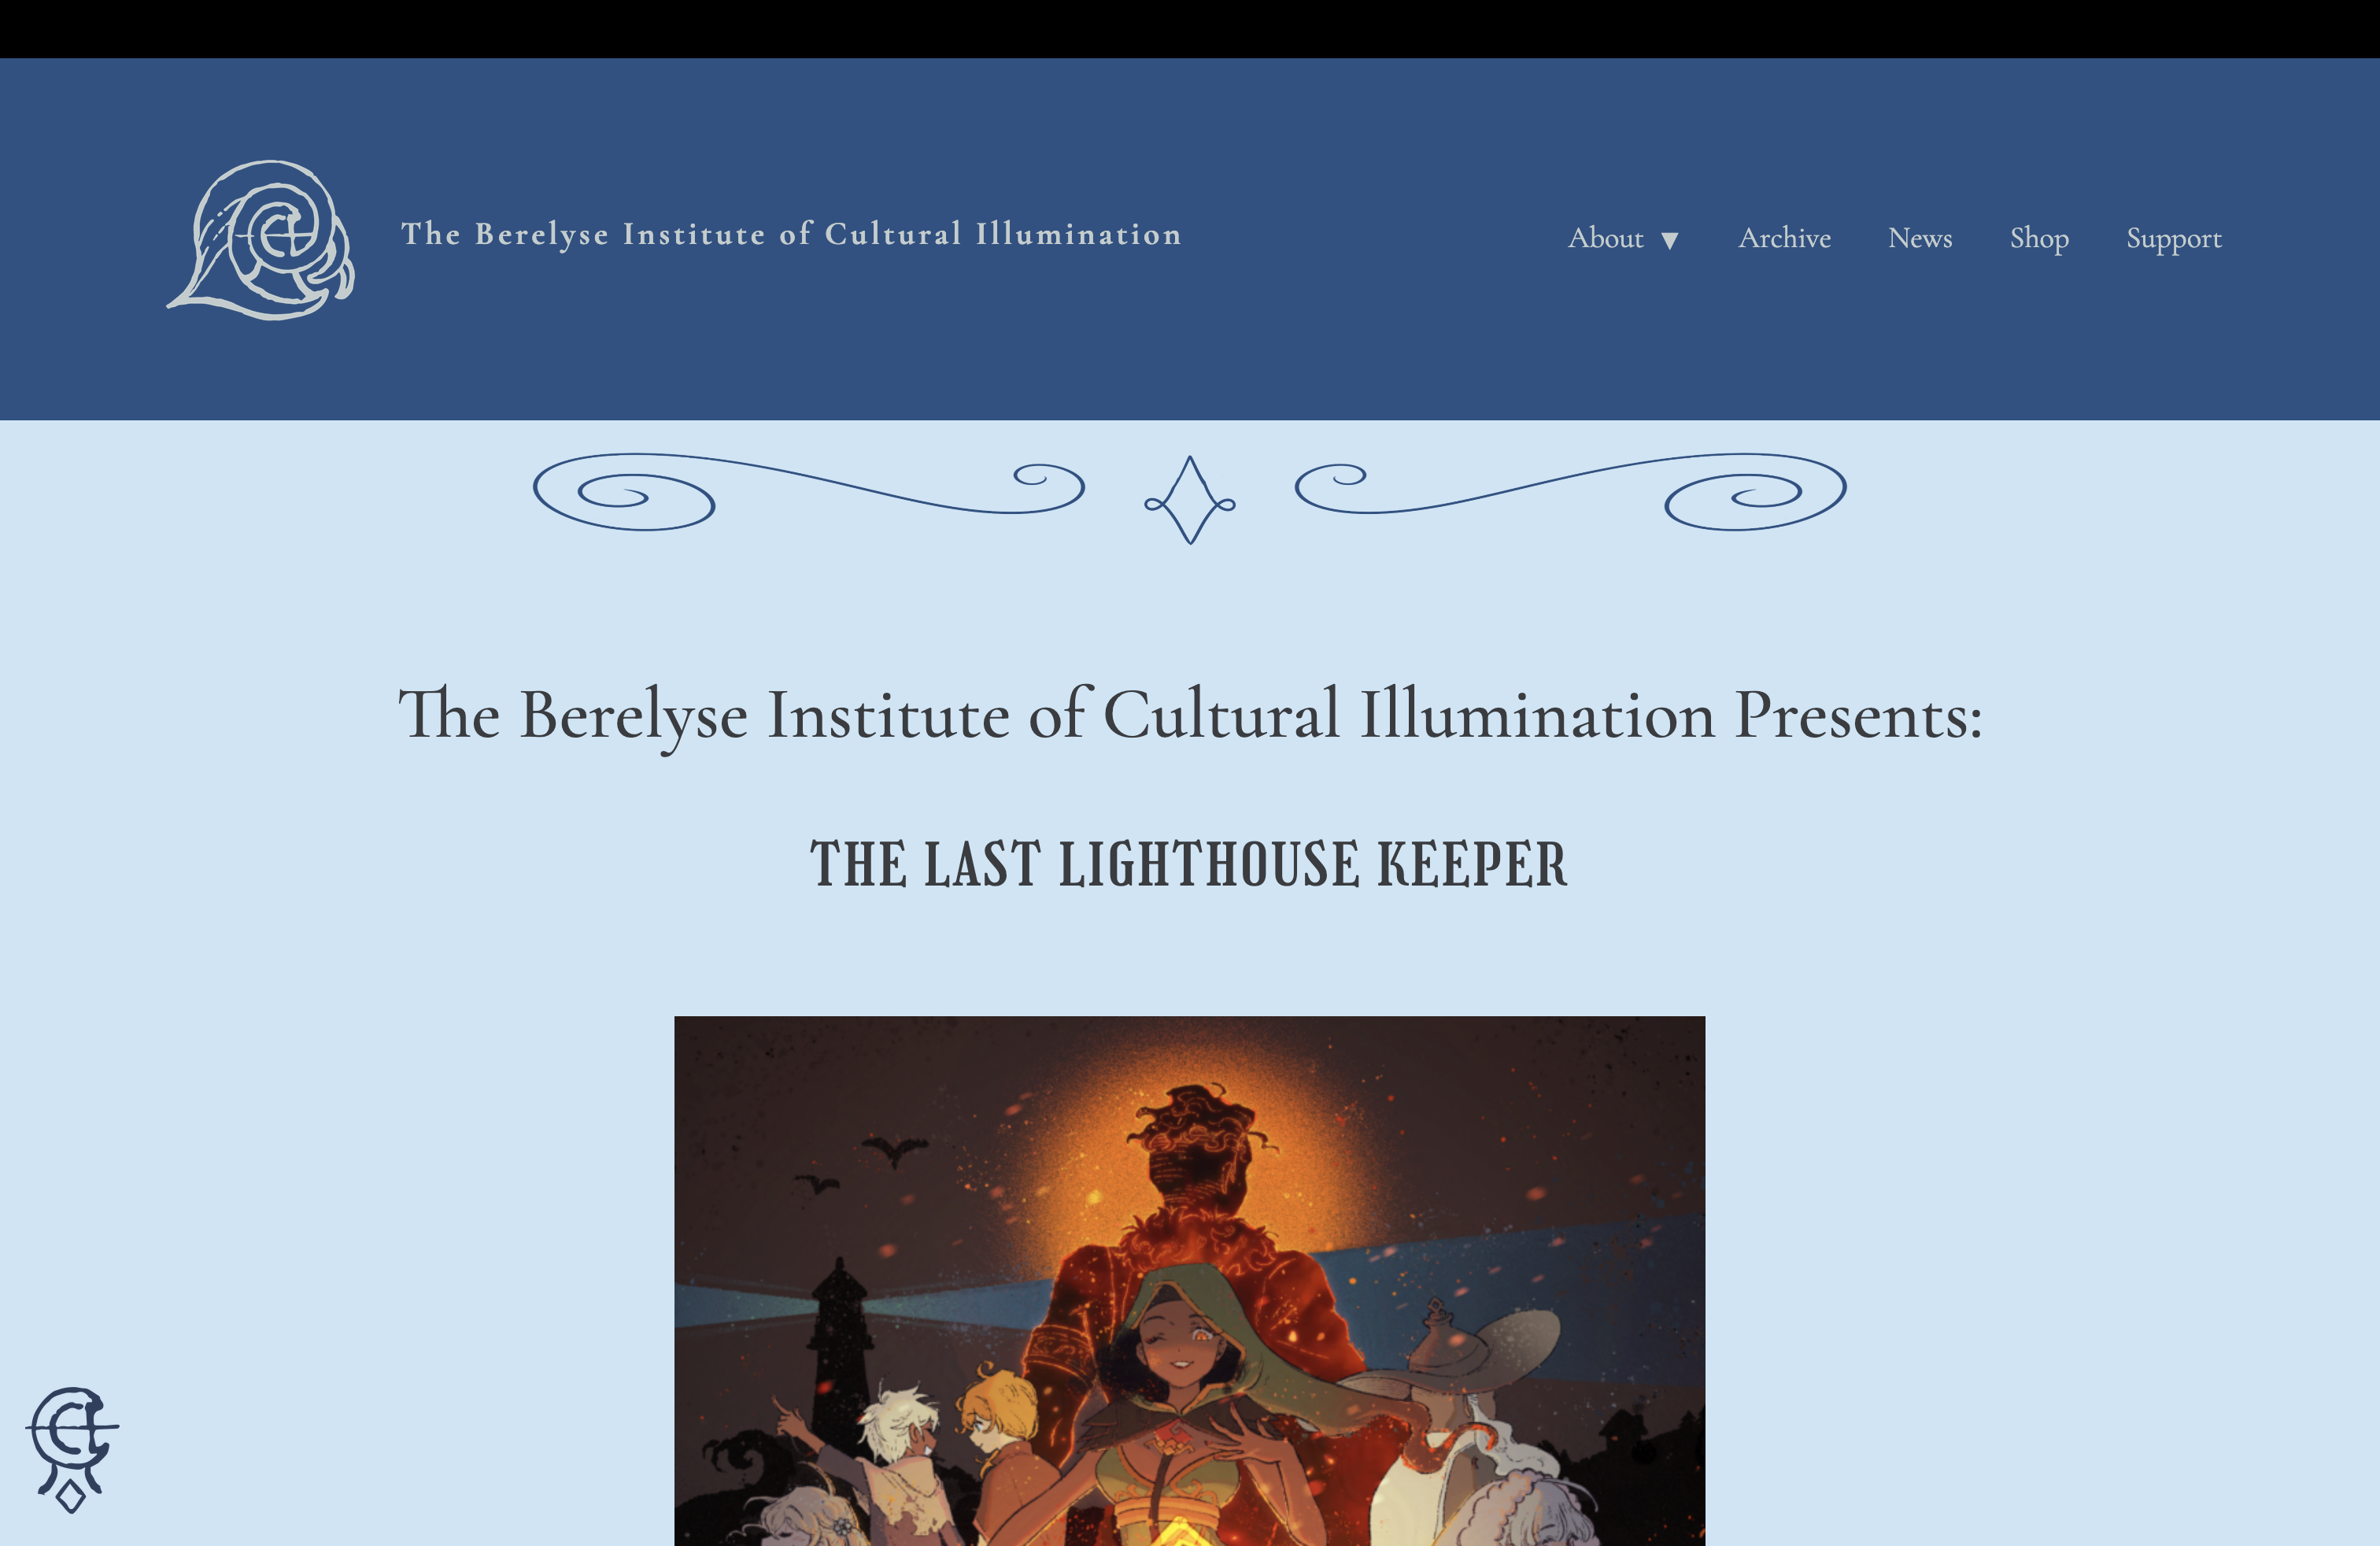 The Berelyse Institute of Cultural Illumination
About ▼ Archive News Shop Support
The Berelyse Institute of Cultural Illumination Presents:
THE LAST LIGHTHOUSE KEEPER